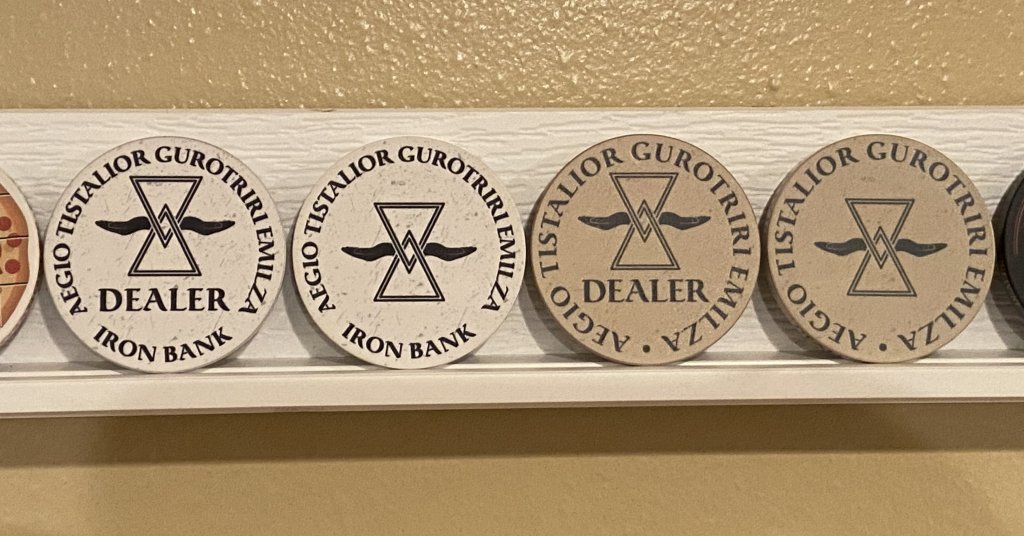 AEGIO TISTALIOR GUROTRIRI EMILZA
DEALER
IRON BANK
AEGIO TISTALIOR GUROTRIRI EMILZA
IRON BANK
AEGIO TISTALIOR GUROTRIRI EMILZA •
DEALER
AEGIO TISTALIOR GUROTRIRI EMILZA •